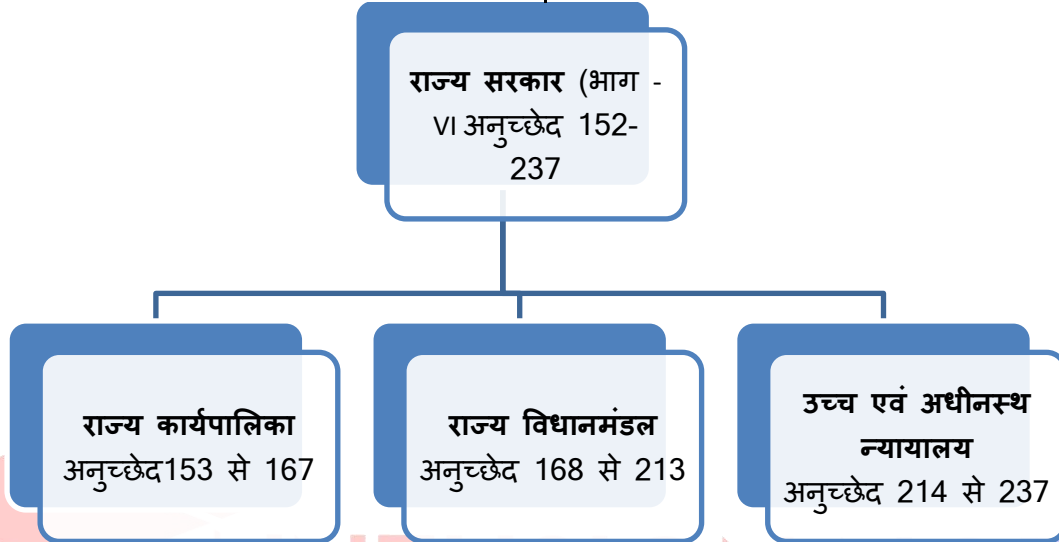 राज्य सरकार (भाग -
VI अनुच्छेद 152-
237
राज्य कार्यपालिका
अनुच्छेद153 से 167
राज्य विधानमंडल
अनुच्छेद 168 से 213
उच्च एवं अधीनस्थ
न्यायालय
अनुच्छेद 214 से 237